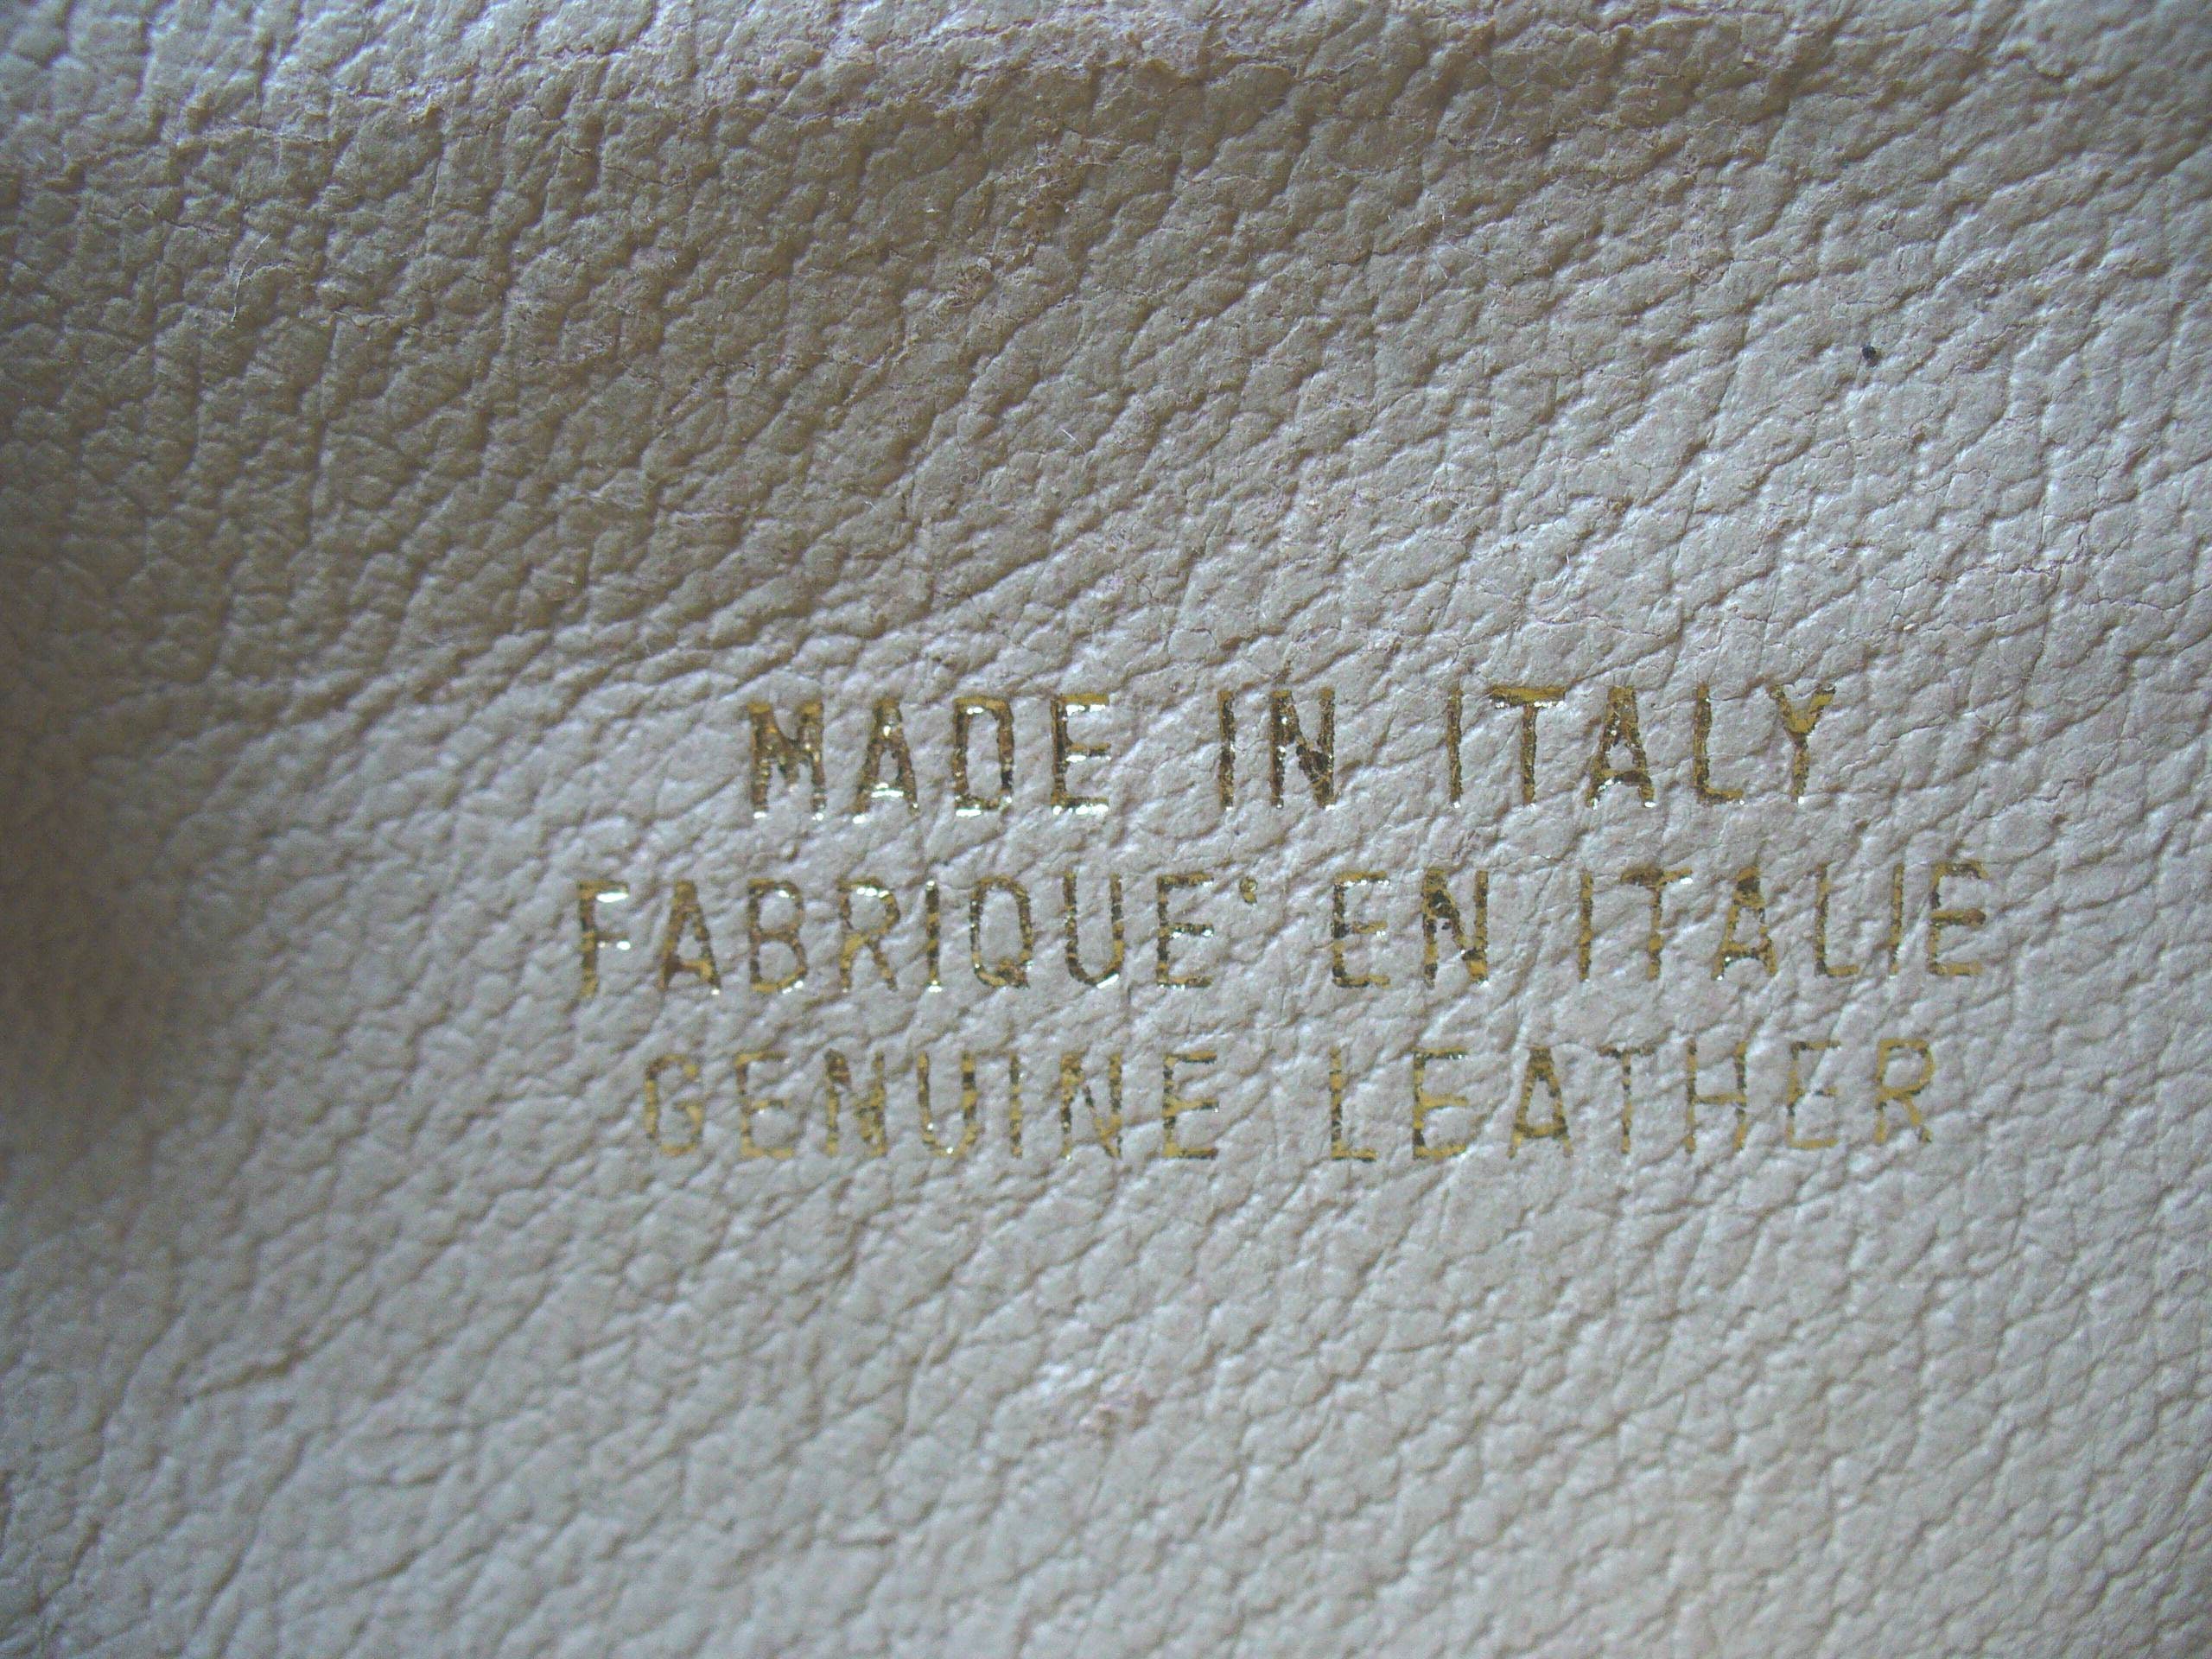 MADE IN ITALY
FABRIQUE' EN ITALIE
GENUINE LEATHER